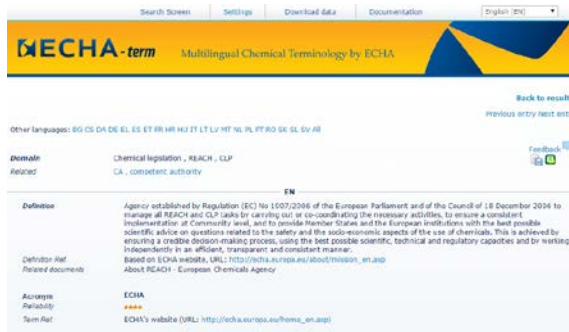 Search Screen Settings Download data Documentation English (EN)
ECHA-term Multilingual Chemical Terminology by ECHA
Back to result
Previous entry Next ent
Other languages: BG CS DA DE EL ES ET FR HR HU IT LT LV MT NL PL PT RO SK SL SV All
Domain Chemical legislation , REACH , CLP
Feedback
Related CA , competent authority
EN
Definition Agency established by Regulation (EC) No 1907/2006 of the European Parliament and of the Council of 18 December 2006 to
manage all REACH and CLP tasks by carrying out or co-ordinating the necessary activities, to ensure a consistent
implementation at Community level, and to provide Member States and the European institutions with the best possible
scientific advice on questions related to the safety and the socio-economic aspects of the use of chemicals. This is achieved by
ensuring a credible decision-making process, using the best possible scientific, technical and regulatory capacities and by working
independently in an efficient, transparent and consistent manner.
Definition Ref. Based on ECHA website, URL: http://echa.europa.eu/about/mission_en.asp
Related documents About REACH - European Chemicals Agency
Acronym ECHA
Reliability ****
Term Ref. ECHA's website (URL: http://echa.europa.eu/home_en.asp)